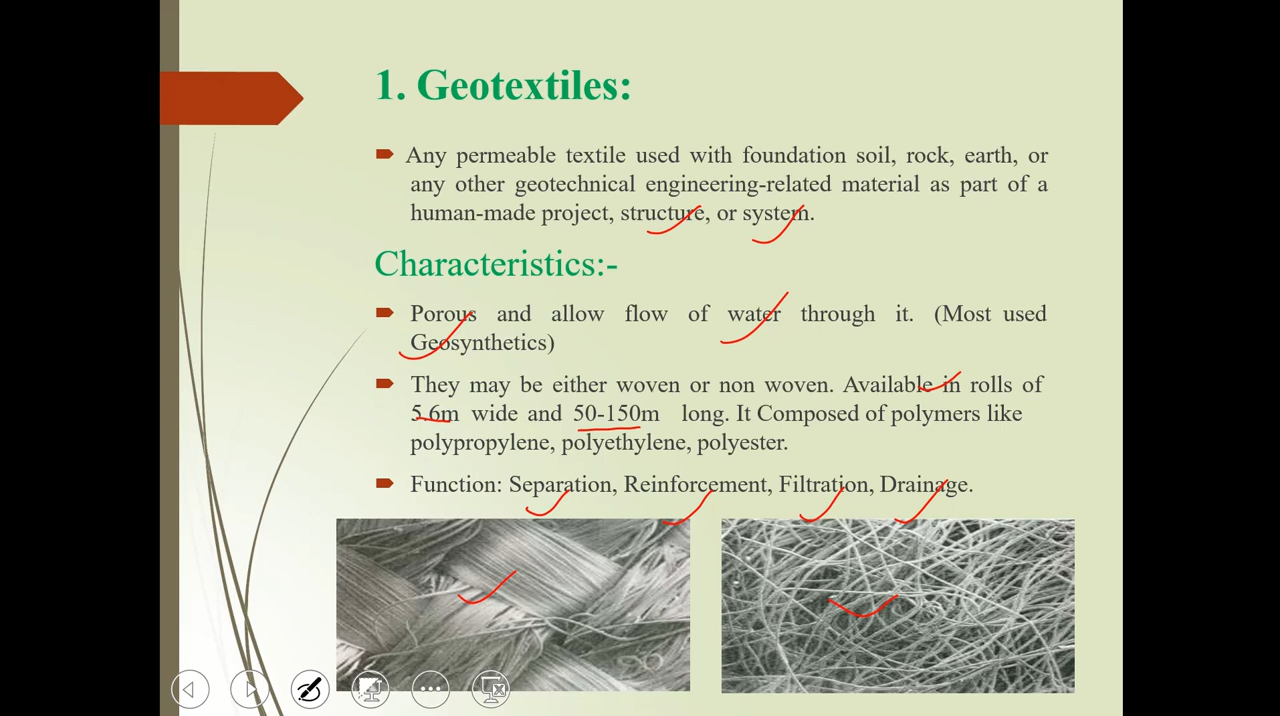 1. Geotextiles:
Any permeable textile used with foundation soil, rock, earth, or
any other geotechnical engineering-related material as part of a
human-made project, structure, or system.
Characteristics:-
Porous and allow flow of water through it. (Most used
Geosynthetics)
They may be either woven or non woven. Available in rolls of
5.6m wide and 50-150m long. It Composed of polymers like
polypropylene, polyethylene, polyester.
Function: Separation, Reinforcement, Filtration, Drainage.